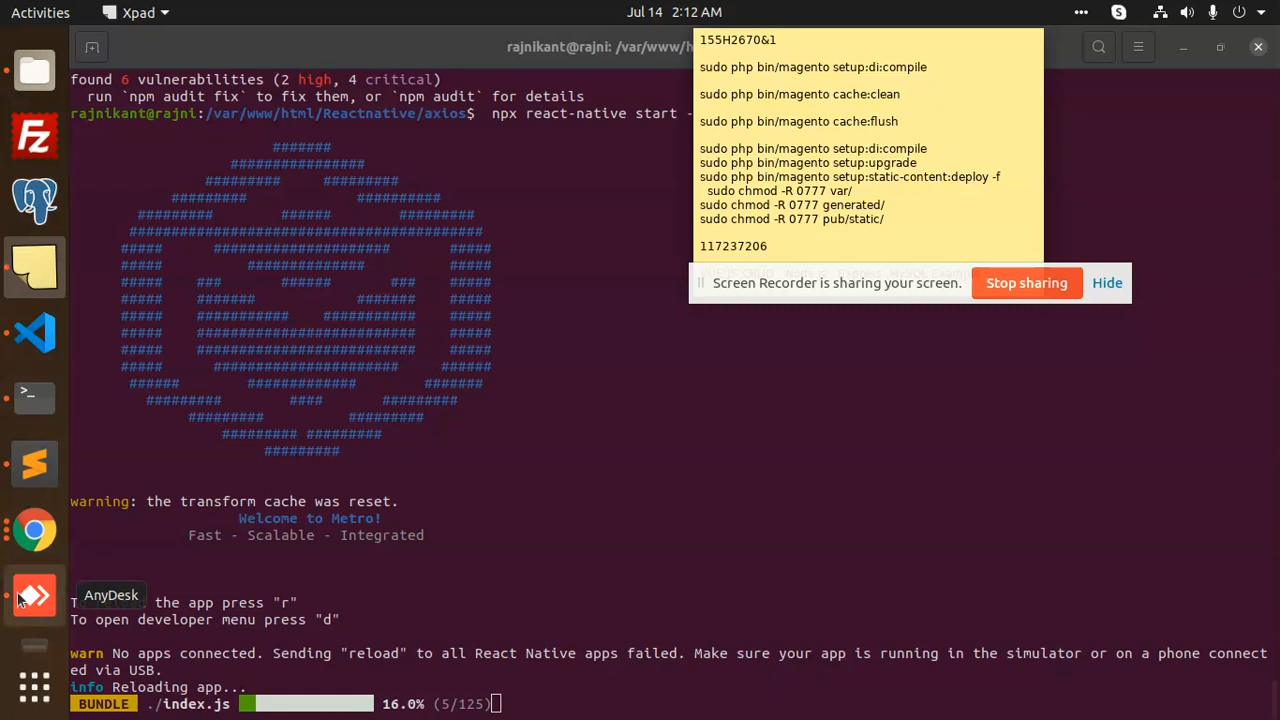 Activities
Xpad
Jul 14 2:12 AM
rajnikant@rajni: /var/www/h
found 6 vulnerabilities (2 high, 4 critical)
run `npm audit fix` to fix them, or `npm audit` for details
rajnikant@rajni:/var/www/html/Reactnative/axios$ npx react-native start -
155H2670&1
sudo php bin/magento setup:di:compile
sudo php bin/magento cache:clean
sudo php bin/magento cache:flush
sudo php bin/magento setup:di:compile
sudo php bin/magento setup:upgrade
sudo php bin/magento setup:static-content:deploy -f
sudo chmod -R 0777 var/
sudo chmod -R 0777 generated/
sudo chmod -R 0777 pub/static/
117237206
Screen Recorder is sharing your screen.
Stop sharing
Hide
warning: the transform cache was reset.
Welcome to Metro!
Fast - Scalable - Integrated
AnyDesk
the app press "r"
To open developer menu press "d"
warn No apps connected. Sending "reload" to all React Native apps failed. Make sure your app is running in the simulator or on a phone connect
ed via USB.
info Reloading app...
BUNDLE ./index.js 16.0% (5/125)